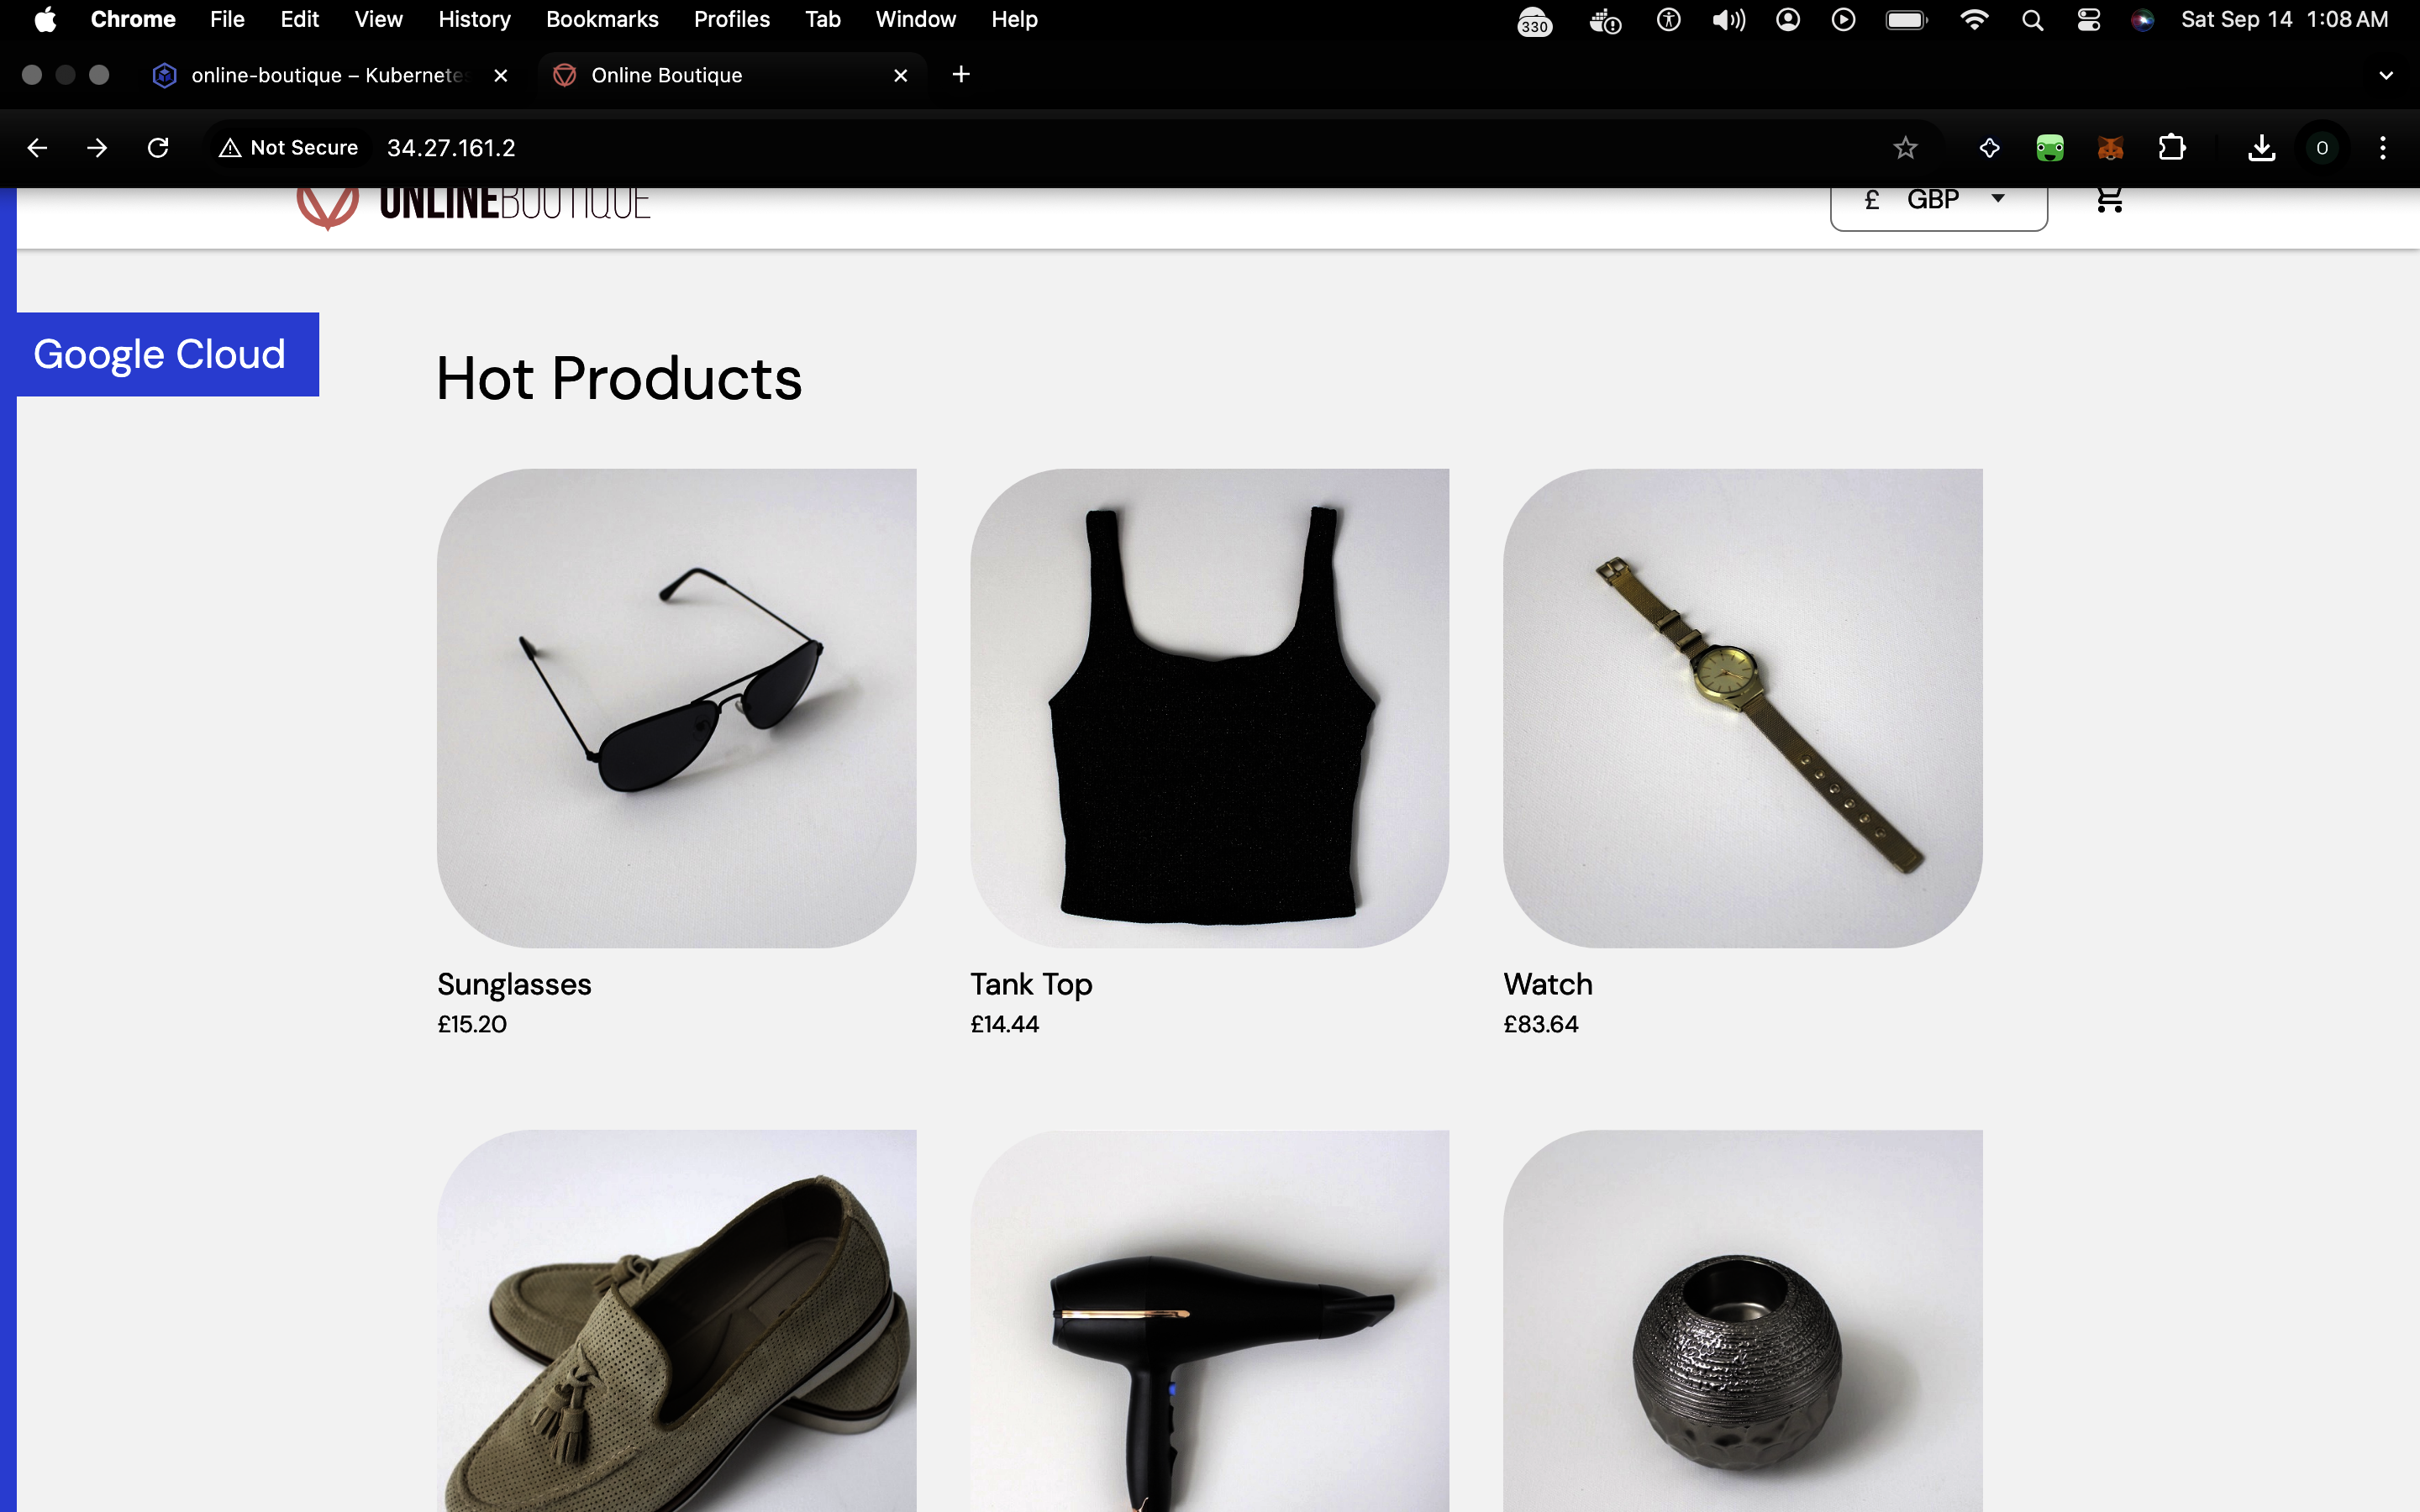 Chrome File Edit View History Bookmarks Profiles Tab Window Help 330 Sat Sep 14 1:08 AM
online-boutique – Kubernetes Online Boutique
Not Secure 34.27.161.2 O
ONLINEBOUTIQUE £ GBP
Google Cloud
Hot Products
Sunglasses Tank Top Watch
£15.20 £14.44 £83.64